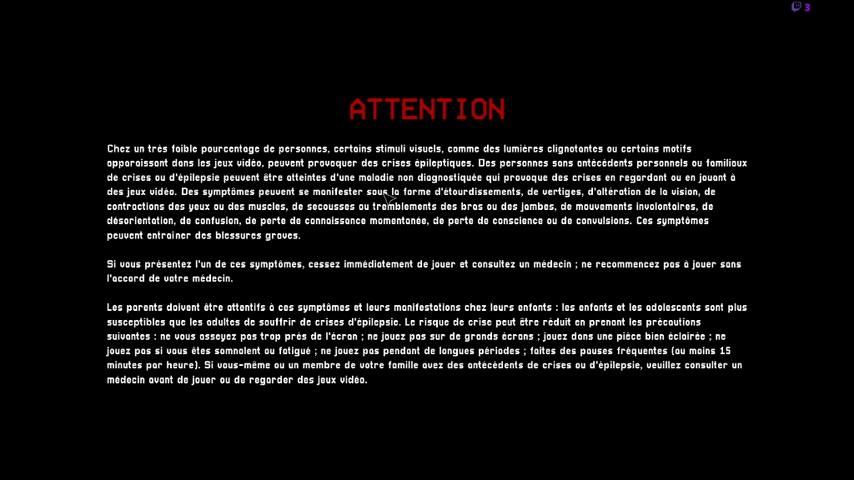 3
ATTENTION
Chez un très faible pourcentage de personnes, certains stimuli visuels, comme des lumières clignotantes ou certains motifs
apparaissant dans les jeux vidéo, peuvent provoquer des crises épileptiques. Des personnes sans antécédents personnels ou familiaux
de crises ou d'épilepsie peuvent être atteintes d'une maladie non diagnostiquée qui provoque des crises en regardant ou en jouant à
des jeux vidéo. Des symptômes peuvent se manifester sous la forme d'étourdissements, de vertiges, d'altération de la vision, de
contractions des yeux ou des muscles, de secousses ou tremblements des bras ou des jambes, de mouvements involontaires, de
désorientation, de confusion, de perte de connaissance momentanée, de perte de conscience ou de convulsions. Ces symptômes
peuvent entraîner des blessures graves.
Si vous présentez l'un de ces symptômes, cessez immédiatement de jouer et consultez un médecin ; ne recommencez pas à jouer sans
l'accord de votre médecin.
Les parents doivent être attentifs à ces symptômes et leurs manifestations chez leurs enfants : les enfants et les adolescents sont plus
susceptibles que les adultes de souffrir de crises d'épilepsie. Le risque de crise peut être réduit en prenant les précautions
suivantes : ne vous asseyez pas trop près de l'écran ; ne jouez pas sur de grands écrans ; jouez dans une pièce bien éclairée ; ne
jouez pas si vous êtes somnolent ou fatigué ; ne jouez pas pendant de longues périodes ; faites des pauses fréquentes (au moins 15
minutes par heure). Si vous-même ou un membre de votre famille avez des antécédents de crises ou d'épilepsie, veuillez consulter un
médecin avant de jouer ou de regarder des jeux vidéo.